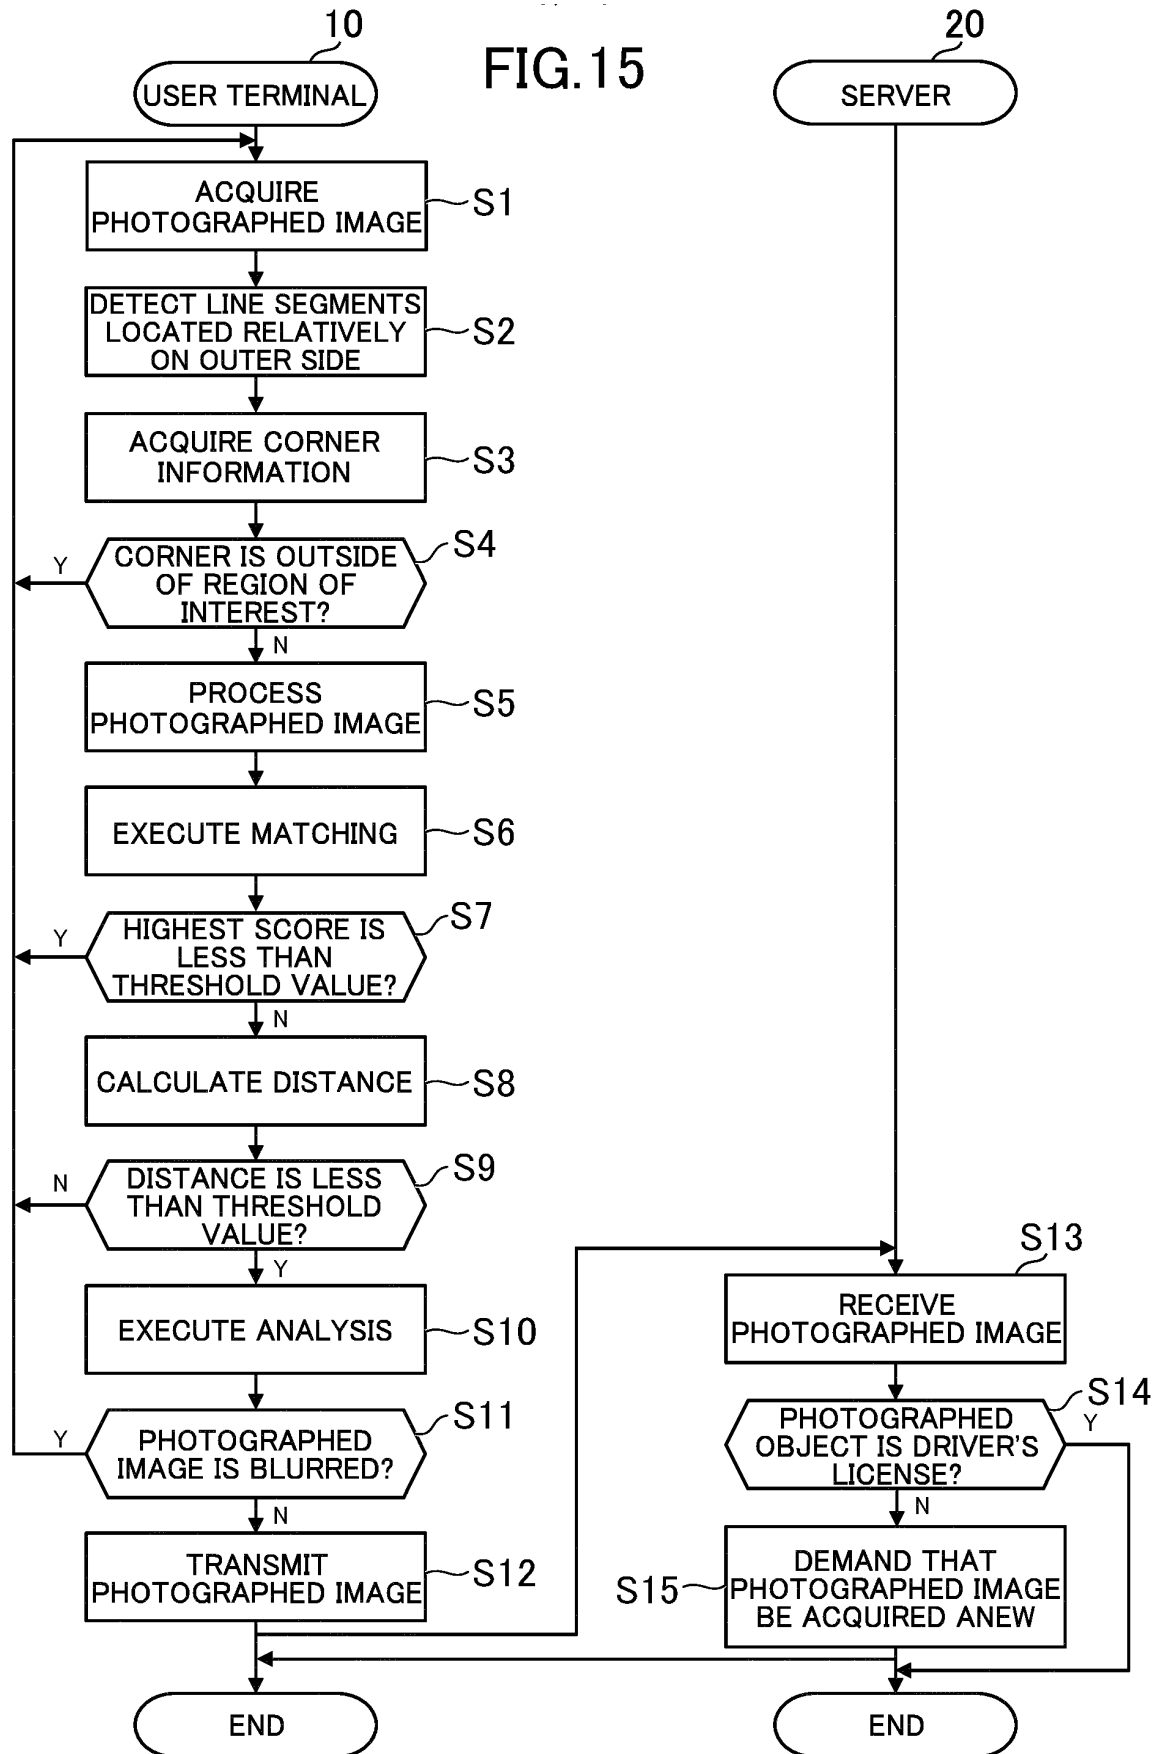 10
USER TERMINAL
FIG.15
20
SERVER
ACQUIRE
PHOTOGRAPHED IMAGE
S1
DETECT LINE SEGMENTS
LOCATED RELATIVELY
ON OUTER SIDE
S2
ACQUIRE CORNER
INFORMATION
S3
CORNER IS OUTSIDE
OF REGION OF
INTEREST?
S4
Y
N
PROCESS
PHOTOGRAPHED IMAGE
S5
EXECUTE MATCHING
S6
HIGHEST SCORE IS
LESS THAN
THRESHOLD VALUE?
S7
Y
N
CALCULATE DISTANCE
S8
DISTANCE IS LESS
THAN THRESHOLD
VALUE?
S9
N
Y
EXECUTE ANALYSIS
S10
PHOTOGRAPHED
IMAGE IS BLURRED?
S11
Y
N
TRANSMIT
PHOTOGRAPHED IMAGE
S12
END
S13
RECEIVE
PHOTOGRAPHED IMAGE
S14
PHOTOGRAPHED
OBJECT IS DRIVER'S
LICENSE?
Y
N
DEMAND THAT
PHOTOGRAPHED IMAGE
BE ACQUIRED ANEW
S15
END